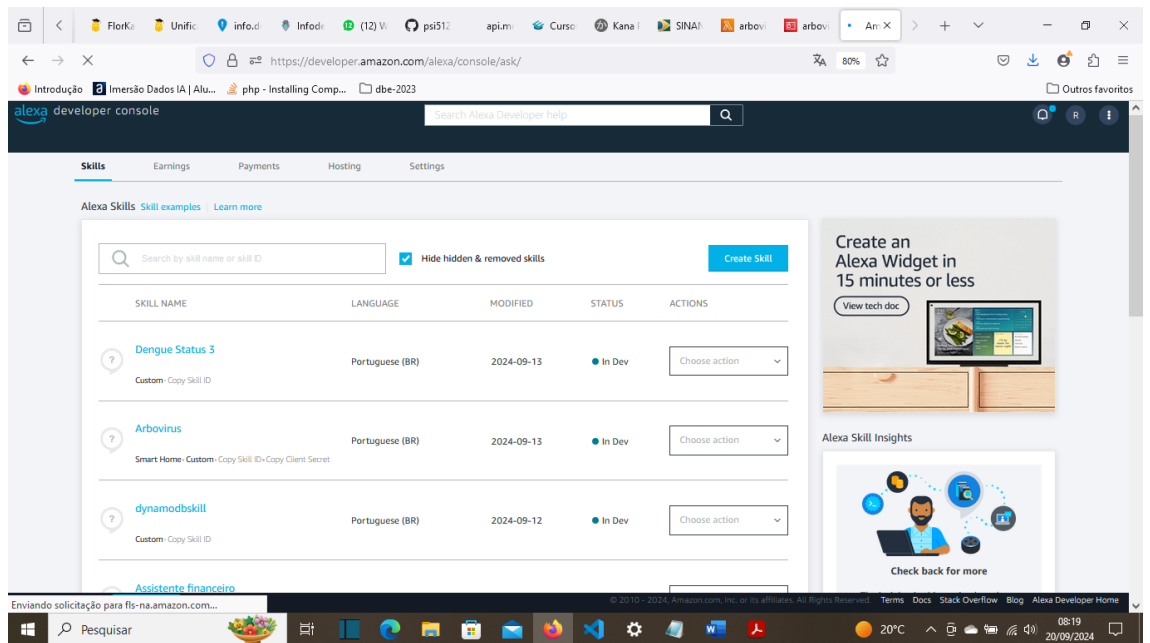 FlorKa
Unific
info.d
Infode
(12) W
psi512
api.m
Curso
Kana
SINAN
arbovi
arbovi
Am
https://developer.amazon.com/alexa/console/ask/
80%
Introdução
Imersão Dados IA | Alu...
php - Installing Comp...
dbe-2023
Outros favoritos
alexa developer console
Search Alexa Developer help
R
Skills Earnings Payments Hosting Settings
Alexa Skills Skill examples Learn more
Search by skill name or skill ID
Hide hidden & removed skills
Create Skill
SKILL NAME LANGUAGE MODIFIED STATUS ACTIONS
Dengue Status 3
Portuguese (BR) 2024-09-13 In Dev Choose action
Custom Copy Skill ID
Arbovirus
Portuguese (BR) 2024-09-13 In Dev Choose action
Smart Home Custom Copy Skill ID Copy Client Secret
dynamodbskill
Portuguese (BR) 2024-09-12 In Dev Choose action
Custom Copy Skill ID
Assistente financeiro
Create an
Alexa Widget in
15 minutes or less
View tech doc
Alexa Skill Insights
Check back for more
Enviando solicitação para fls-na.amazon.com...
© 2010 - 2024, Amazon.com, Inc. or its affiliates. All Rights Reserved. Terms Docs Stack Overflow Blog Alexa Developer Home
Pesquisar
20°C
08:19
20/09/2024